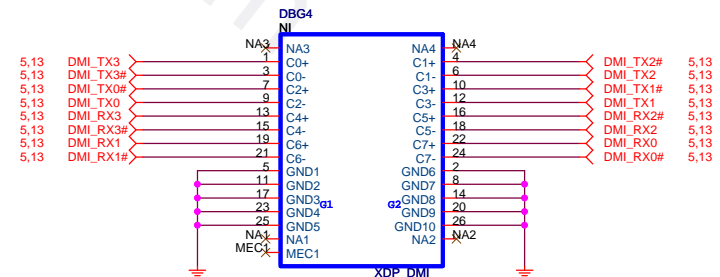 DBG4
NI
NA3 NA3 NA4 NA4
5,13 DMI_TX3 1 C0+ C1+ 4 DMI_TX2# 5,13
5,13 DMI_TX3# 3 C0- C1- 6 DMI_TX2 5,13
5,13 DMI_TX0# 7 C2+ C3+ 10 DMI_TX1# 5,13
5,13 DMI_TX0 9 C2- C3- 12 DMI_TX1 5,13
5,13 DMI_RX3 13 C4+ C5+ 16 DMI_RX2# 5,13
5,13 DMI_RX3# 15 C4- C5- 18 DMI_RX2 5,13
5,13 DMI_RX1 19 C6+ C7+ 22 DMI_RX0 5,13
5,13 DMI_RX1# 21 C6- C7- 24 DMI_RX0# 5,13
5 GND1 GND6 2
11 GND2 GND7 8
17 GND3 G1 G2 GND8 14
23 GND4 GND9 20
25 GND5 GND10 26
NA1 NA1 NA2 NA2
MEC1 MEC1
XDP_DMI